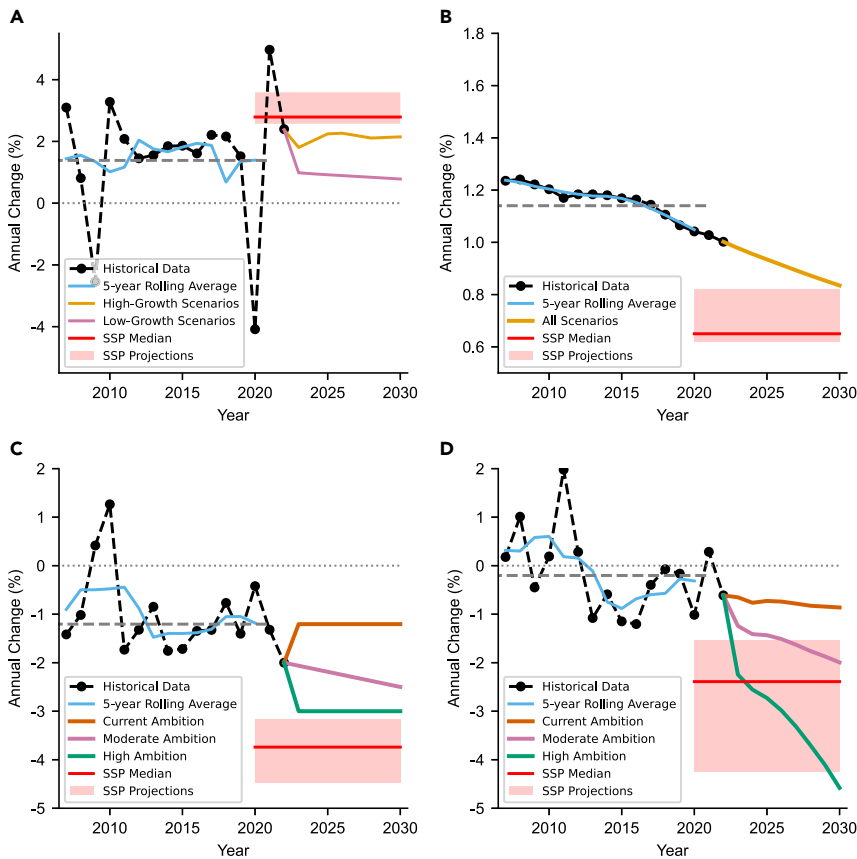 A
Annual Change (%)
4
2
0
-2
-4
Historical Data
5-year Rolling Average
High-Growth Scenarios
Low-Growth Scenarios
SSP Median
SSP Projections
2010 2015 2020 2025 2030
Year
B
Annual Change (%)
1.8
1.6
1.4
1.2
1.0
0.8
0.6
Historical Data
5-year Rolling Average
All Scenarios
SSP Median
SSP Projections
2010 2015 2020 2025 2030
Year
C
Annual Change (%)
2
1
0
-1
-2
-3
-4
-5
Historical Data
5-year Rolling Average
Current Ambition
Moderate Ambition
High Ambition
SSP Median
SSP Projections
2010 2015 2020 2025 2030
Year
D
Annual Change (%)
2
1
0
-1
-2
-3
-4
-5
Historical Data
5-year Rolling Average
Current Ambition
Moderate Ambition
High Ambition
SSP Median
SSP Projections
2010 2015 2020 2025 2030
Year